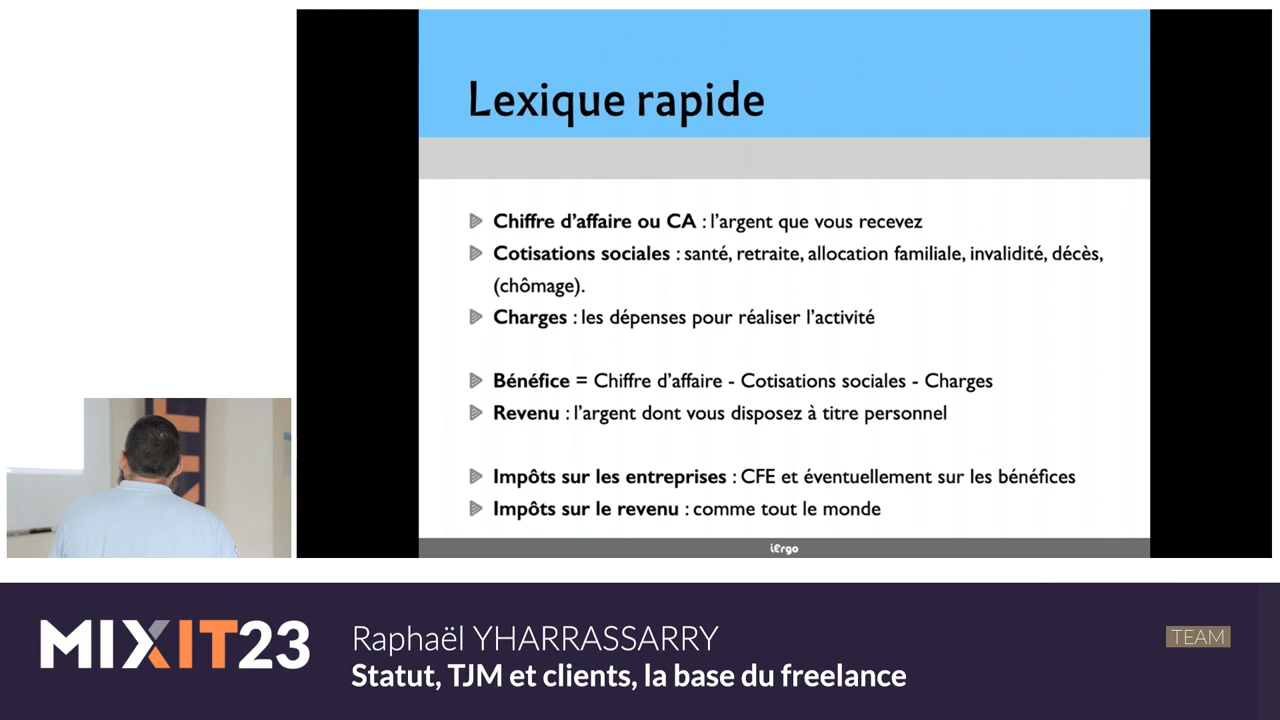 Lexique rapide
Chiffre d'affaire ou CA : l'argent que vous recevez
Cotisations sociales : santé, retraite, allocation familiale, invalidité, décès,
(chômage).
Charges : les dépenses pour réaliser l'activité
Bénéfice = Chiffre d'affaire - Cotisations sociales - Charges
Revenu : l'argent dont vous disposez à titre personnel
Impôts sur les entreprises : CFE et éventuellement sur les bénéfices
Impôts sur le revenu : comme tout le monde
iErgo
MIXIT23
Raphaël YHARRASSARRY
TEAM
Statut, TJM et clients, la base du freelance